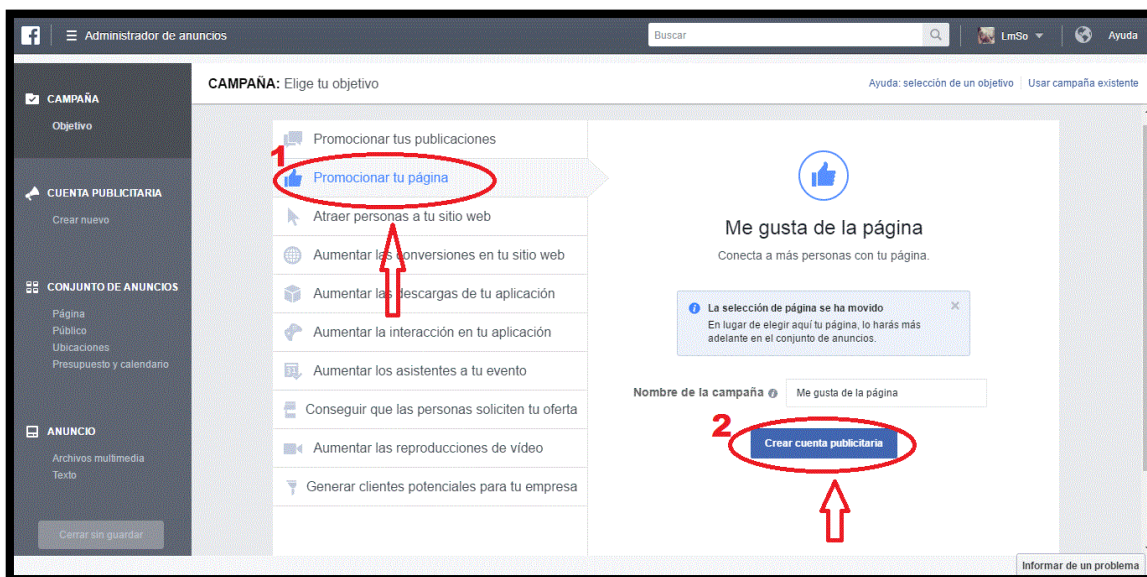 f
Administrador de anuncios
Buscar
LmSo
Ayuda
CAMPAÑA: Elige tu objetivo
Ayuda: selección de un objetivo
Usar campaña existente
CAMPAÑA
Objetivo
CUENTA PUBLICITARIA
Crear nuevo
CONJUNTO DE ANUNCIOS
Página
Público
Ubicaciones
Presupuesto y calendario
ANUNCIO
Archivos multimedia
Texto
Cerrar sin guardar
Promocionar tus publicaciones
1
Promocionar tu página
Atraer personas a tu sitio web
Aumentar las conversiones en tu sitio web
Aumentar las descargas de tu aplicación
Aumentar la interacción en tu aplicación
Aumentar los asistentes a tu evento
Conseguir que las personas soliciten tu oferta
Aumentar las reproducciones de vídeo
Generar clientes potenciales para tu empresa
Me gusta de la página
Conecta a más personas con tu página.
La selección de página se ha movido
En lugar de elegir aquí tu página, lo harás más
adelante en el conjunto de anuncios.
Nombre de la campaña
Me gusta de la página
2
Crear cuenta publicitaria
Informar de un problema